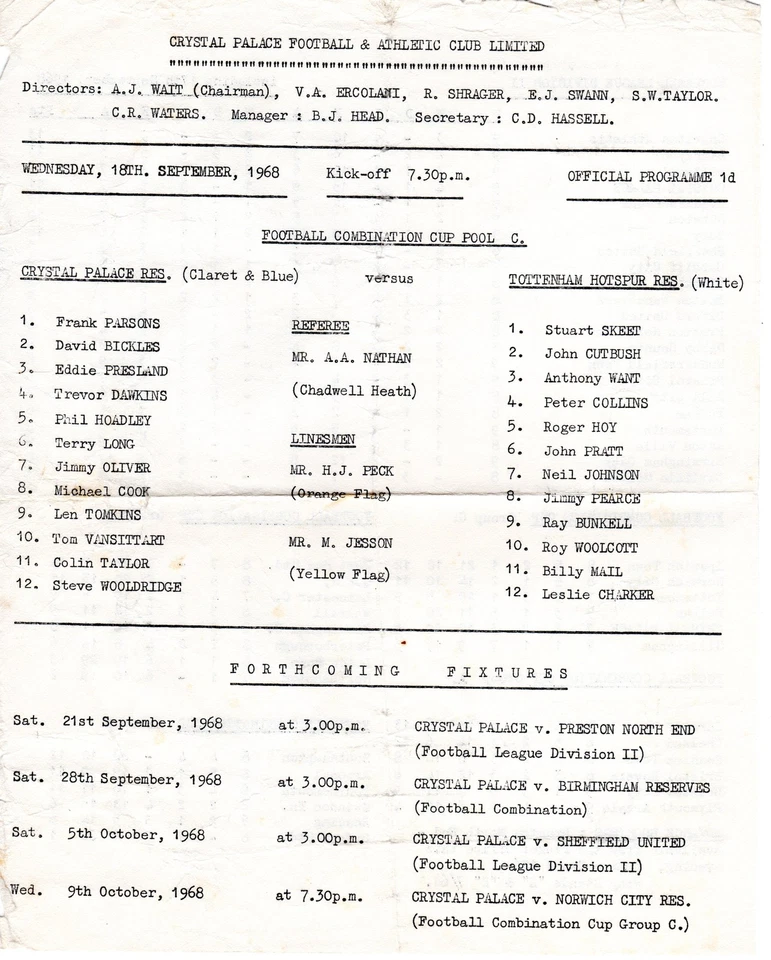 CRYSTAL PALACE FOOTBALL & ATHLETIC CLUB LIMITED
Directors: A.J. WAIT (Chairman), V.A. ERCOLANI, R. SHRAGER, E.J. SWANN, S.W.TAYLOR.
C.R. WATERS. Manager : B.J. HEAD. Secretary : C.D. HASSELL.
WEDNESDAY, 18TH. SEPTEMBER, 1968 Kick-off 7.30p.m. OFFICIAL PROGRAMME 1d
FOOTBALL COMBINATION CUP POOL C.
CRYSTAL PALACE RES. (Claret & Blue) versus TOTTENHAM HOTSPUR RES. (White)
1. Frank PARSONS
2. David BICKLES
3. Eddie PRESLAND
4. Trevor DAWKINS
5. Phil HOADLEY
6. Terry LONG
7. Jimmy OLIVER
8. Michael COOK
9. Len TOMKINS
10. Tom VANSITTART
11. Colin TAYLOR
12. Steve WOOLDRIDGE
REFEREE
MR. A.A. NATHAN
(Chadwell Heath)
LINESMEN
MR. H.J. PECK
(Orange Flag)
MR. M. JESSON
(Yellow Flag)
1. Stuart SKEET
2. John CUTBUSH
3. Anthony WANT
4. Peter COLLINS
5. Roger HOY
6. John PRATT
7. Neil JOHNSON
8. Jimmy PEARCE
9. Ray BUNKELL
10. Roy WOOLCOTT
11. Billy MAIL
12. Leslie CHARKER
FORTHCOMING FIXTURES
Sat. 21st September, 1968 at 3.00p.m. CRYSTAL PALACE v. PRESTON NORTH END
(Football League Division II)
Sat. 28th September, 1968 at 3.00p.m. CRYSTAL PALACE v. BIRMINGHAM RESERVES
(Football Combination)
Sat. 5th October, 1968 at 3.00p.m. CRYSTAL PALACE v. SHEFFIELD UNITED
(Football League Division II)
Wed. 9th October, 1968 at 7.30p.m. CRYSTAL PALACE v. NORWICH CITY RES.
(Football Combination Cup Group C.)